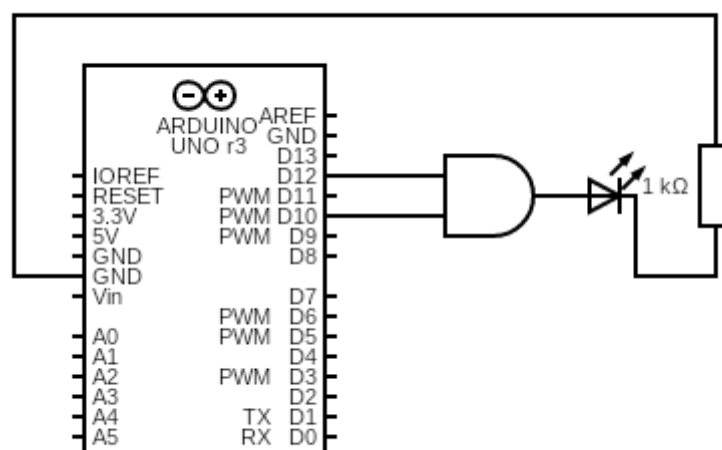 ARDUINO
UNO r3
AREF
GND
D13
D12
PWM D11
PWM D10
PWM D9
D8
D7
PWM D6
PWM D5
D4
PWM D3
D2
TX D1
RX D0
IOREF
RESET
3.3V
5V
GND
GND
Vin
A0
A1
A2
A3
A4
A5
1 kΩ